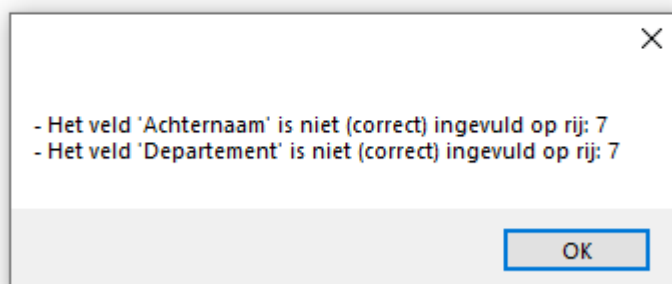 - Het veld 'Achternaam' is niet (correct) ingevuld op rij: 7
- Het veld 'Departement' is niet (correct) ingevuld op rij: 7
OK